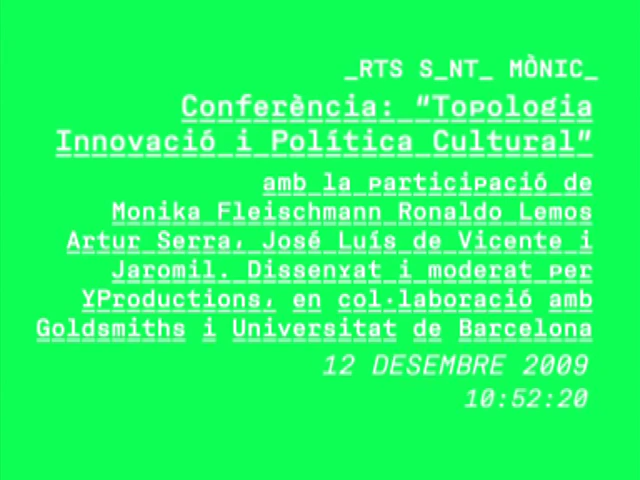 _RTS S_NT_ MÒNIC_
Conferència: "Topologia
Innovació i Política Cultural"
amb la participació de
Monika Fleischmann Ronaldo Lemos
Artur Serra, José Luís de Vicente i
Jaromil. Dissenyat i moderat per
YProductions, en col·laboració amb
Goldsmiths i Universitat de Barcelona
12 DESEMBRE 2009
10:52:20